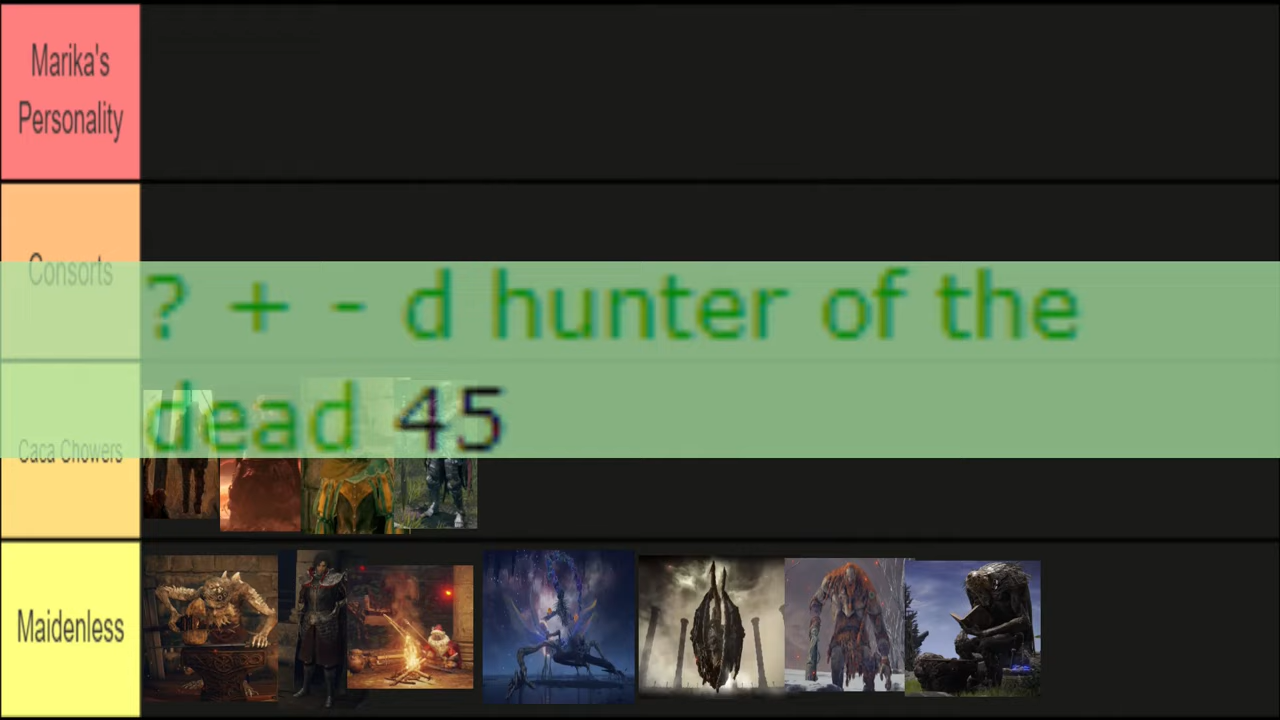 Marika's
Personality
Consorts
? + - d hunter of the
dead 45
Caca Chowers
Maidenless